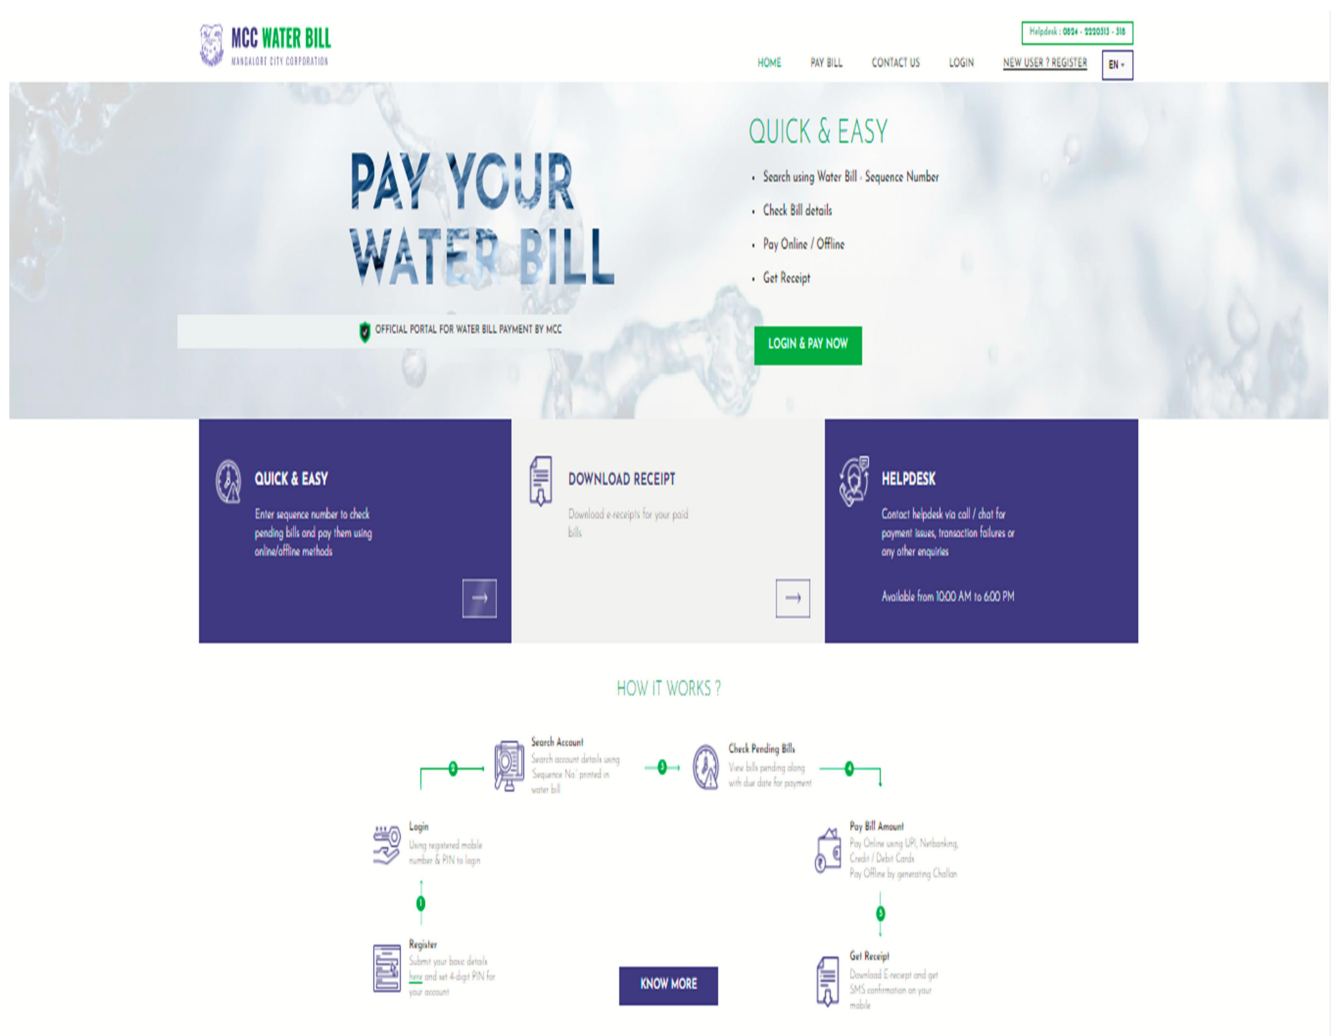 MCC WATER BILL
MANGALORE CITY CORPORATION
Helpdesk : 0824 - 2220313 - 318
HOME PAY BILL CONTACT US LOGIN NEW USER ? REGISTER EN
PAY YOUR
WATER BILL
OFFICIAL PORTAL FOR WATER BILL PAYMENT BY MCC
QUICK & EASY
• Search using Water Bill - Sequence Number
• Check Bill details
• Pay Online / Offline
• Get Receipt
LOGIN & PAY NOW
QUICK & EASY
Enter sequence number to check
pending bills and pay them using
online/offline methods
DOWNLOAD RECEIPT
Download e-receipts for your paid
bills
HELPDESK
Contact helpdesk via call / chat for
payment issues, transaction failures or
any other enquiries
Available from 10:00 AM to 6:00 PM
HOW IT WORKS ?
Register
Submit your basic details
here and set 4-digit PIN for
your account
1
Login
Using registered mobile
number & PIN to login
2
Search Account
Search account details using
'Sequence No.' printed in
water bill
3
Check Pending Bills
View bills pending along
with due date for payment
4
Pay Bill Amount
Pay Online using UPI, Netbanking,
Credit / Debit Cards
Pay Offline by generating Challan
5
Get Receipt
Download E-receipt and get
SMS confirmation on your
mobile
KNOW MORE